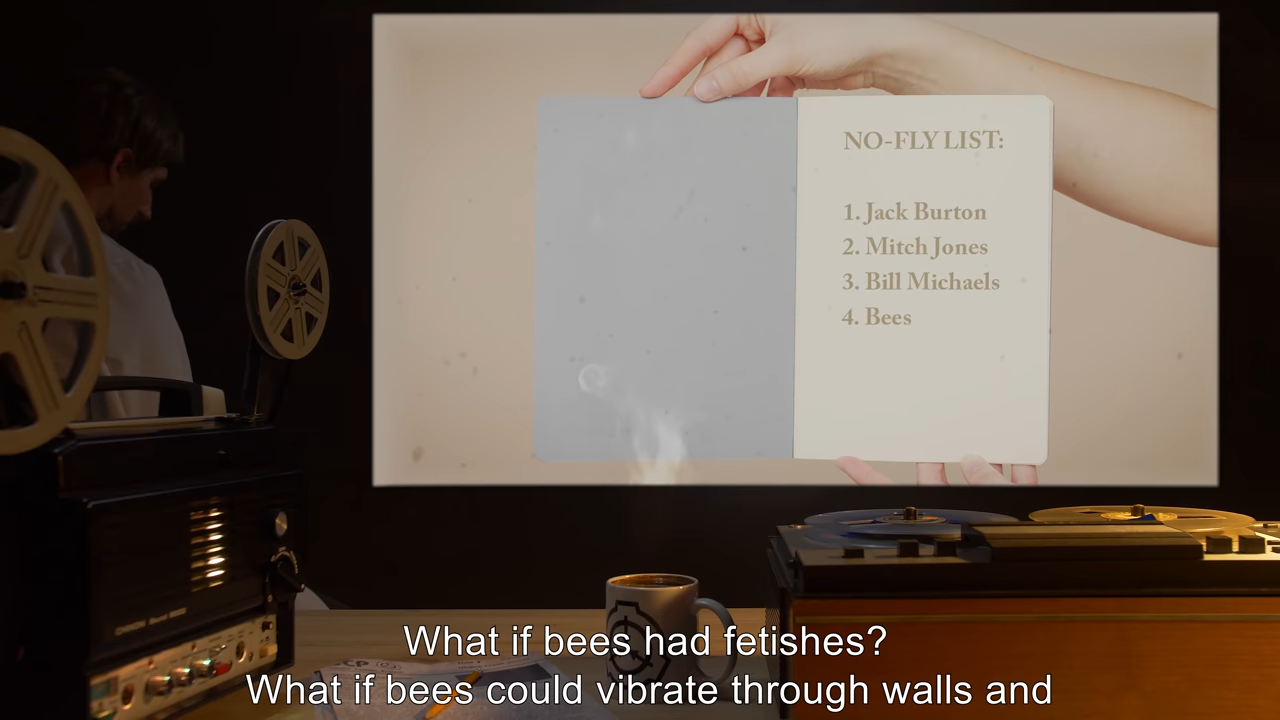 NO-FLY LIST:
1. Jack Burton
2. Mitch Jones
3. Bill Michaels
4. Bees
What if bees had fetishes?
What if bees could vibrate through walls and